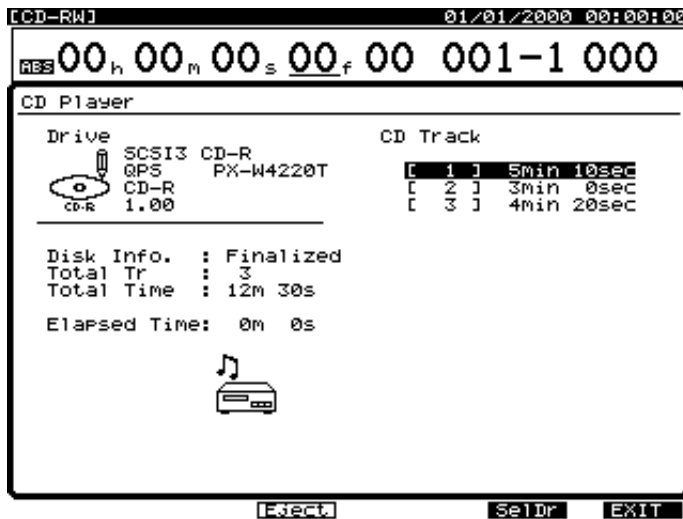 [CD-RW] 01/01/2000 00:00:00
ABS 00h 00m 00s 00f 00 001-1 000
CD Player
Drive
SCSI3 CD-R
QPS PX-W4220T
CD-R
1.00
CD-R
Disk Info. : Finalized
Total Tr : 3
Total Time : 12m 30s
Elapsed Time: 0m 0s
CD Track
[ 1 ] 5min 10sec
[ 2 ] 3min 0sec
[ 3 ] 4min 20sec
Eject SelDr EXIT